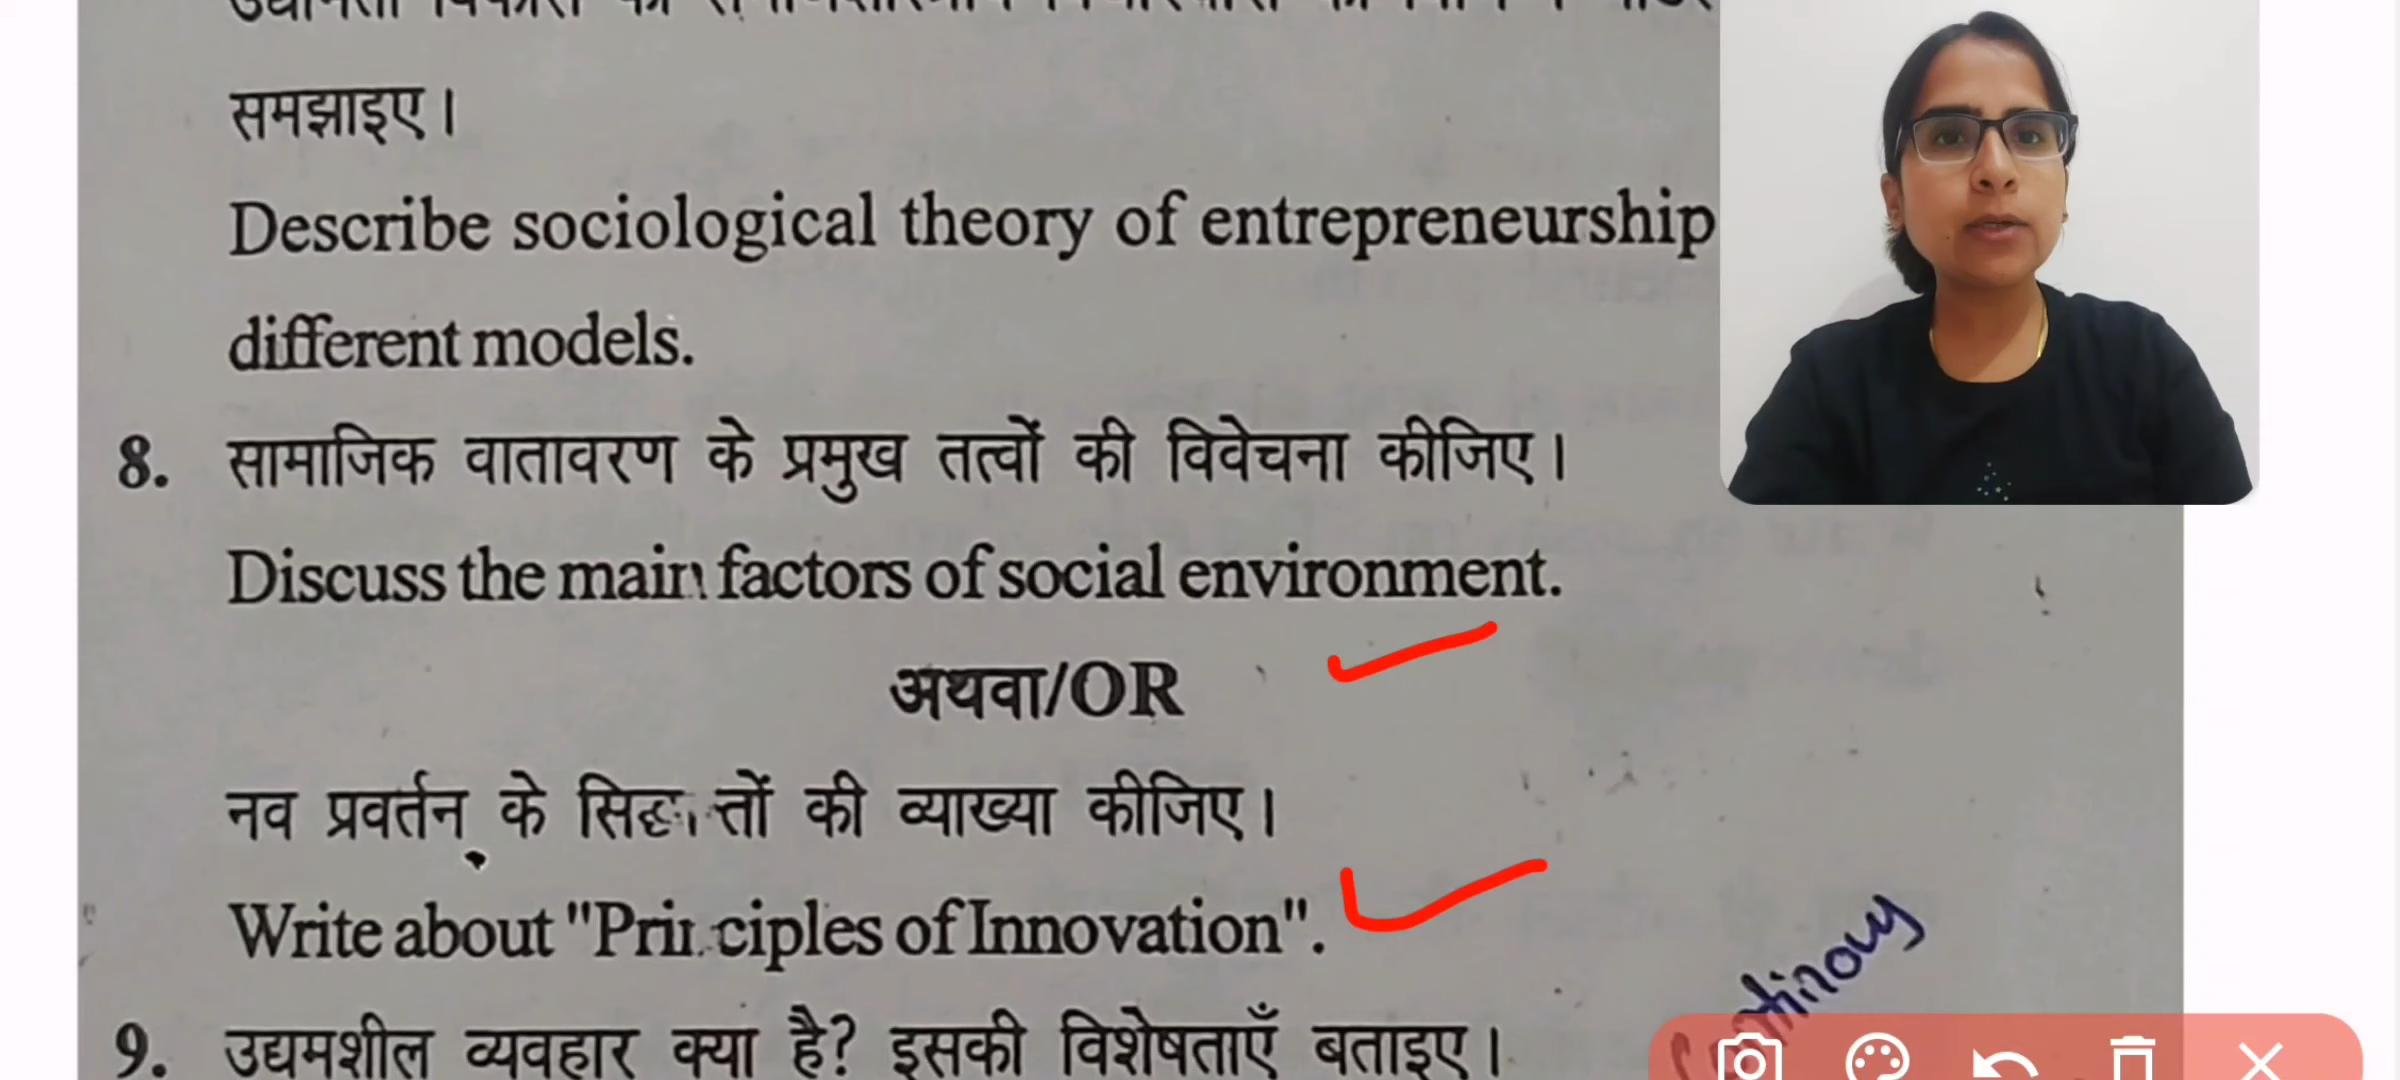 समझाइए।
Describe sociological theory of entrepreneurship
different models.
8. सामाजिक वातावरण के प्रमुख तत्वों की विवेचना कीजिए।
Discuss the main factors of social environment.
अथवा/OR
नव प्रवर्तन के सिद्धान्तों की व्याख्या कीजिए।
Write about "Principles of Innovation".
9. उद्यमशील व्यवहार क्या है? इसकी विशेषताएँ बताइए।